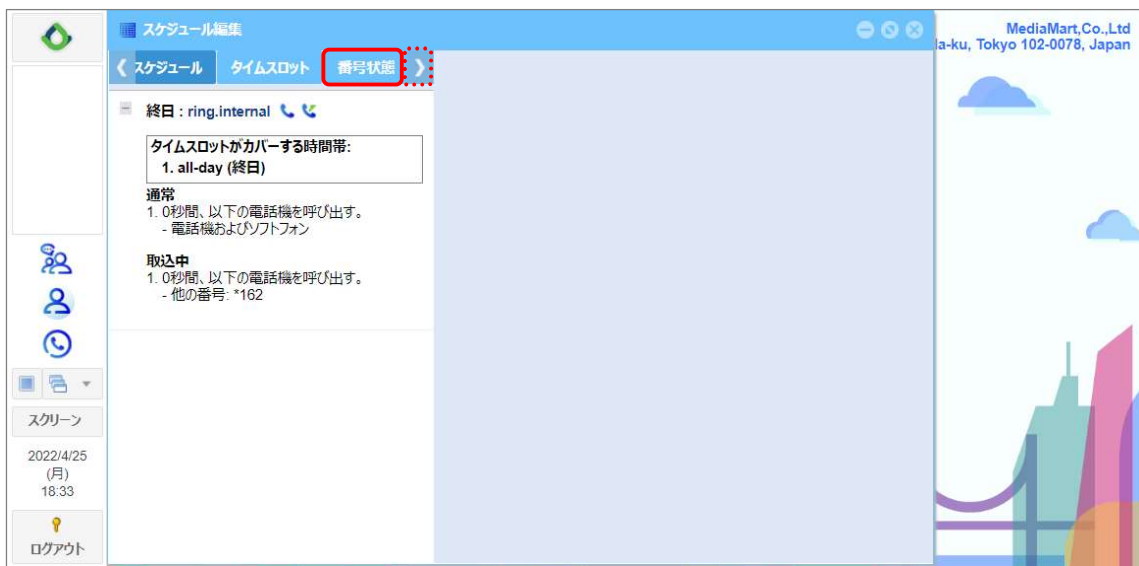 スケジュール編集
スケジュール
タイムスロット
番号状態
終日 : ring.internal
タイムスロットがカバーする時間帯:
1. all-day (終日)
通常
1. 0秒間、以下の電話機を呼び出す。
- 電話機およびソフトフォン
取込中
1. 0秒間、以下の電話機を呼び出す。
- 他の番号: *162
スクリーン
2022/4/25
(月)
18:33
ログアウト
MediaMart,Co.,Ltd
a-ku, Tokyo 102-0078, Japan